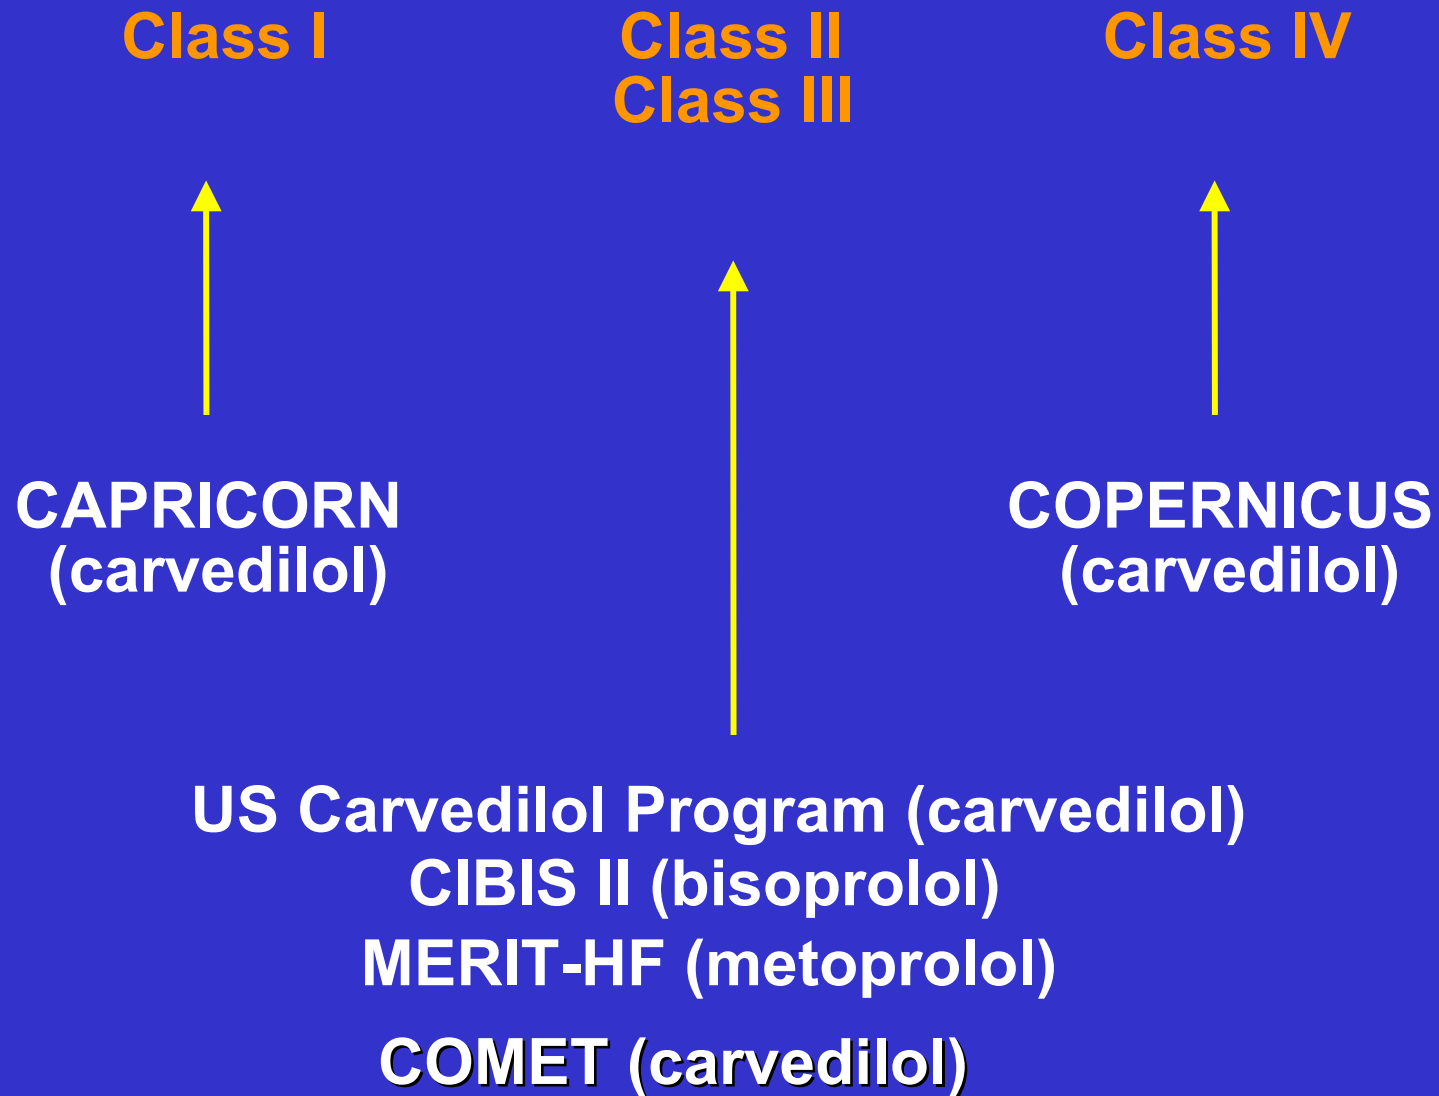 Class I
Class II
Class III
Class IV
CAPRICORN
(carvedilol)
COPERNICUS
(carvedilol)
US Carvedilol Program (carvedilol)
CIBIS II (bisoprolol)
MERIT-HF (metoprolol)
COMET (carvedilol)